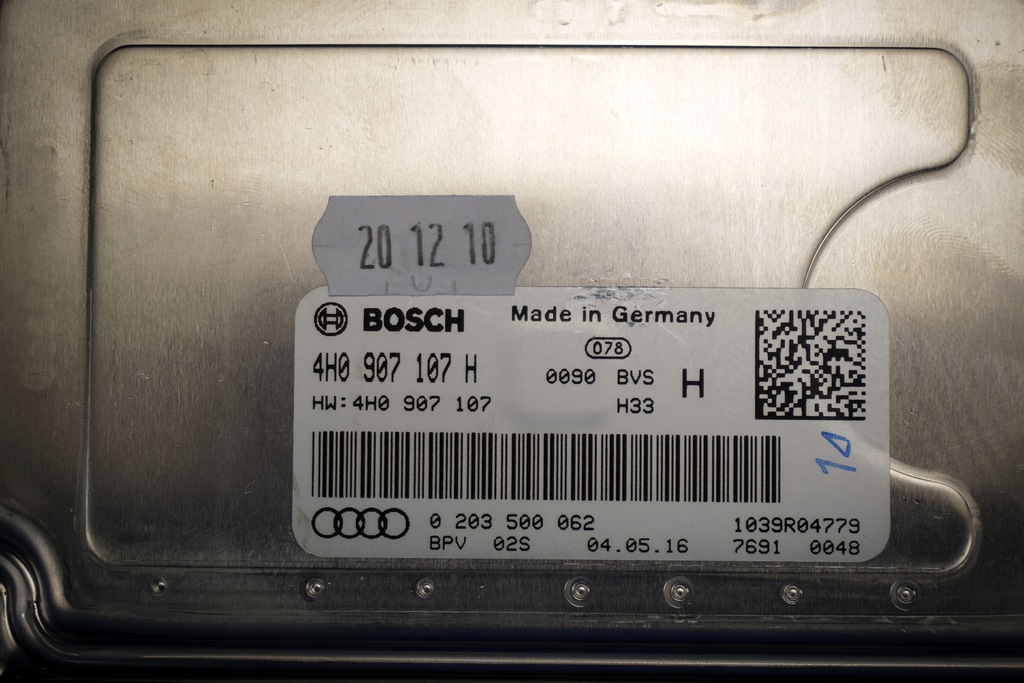 20 12 10
BOSCH
Made in Germany
078
4H0 907 107 H
0090 BVS H
HW:4H0 907 107
H33
10
0 203 500 062
1039R04779
BPV 02S 04.05.16 7691 0048